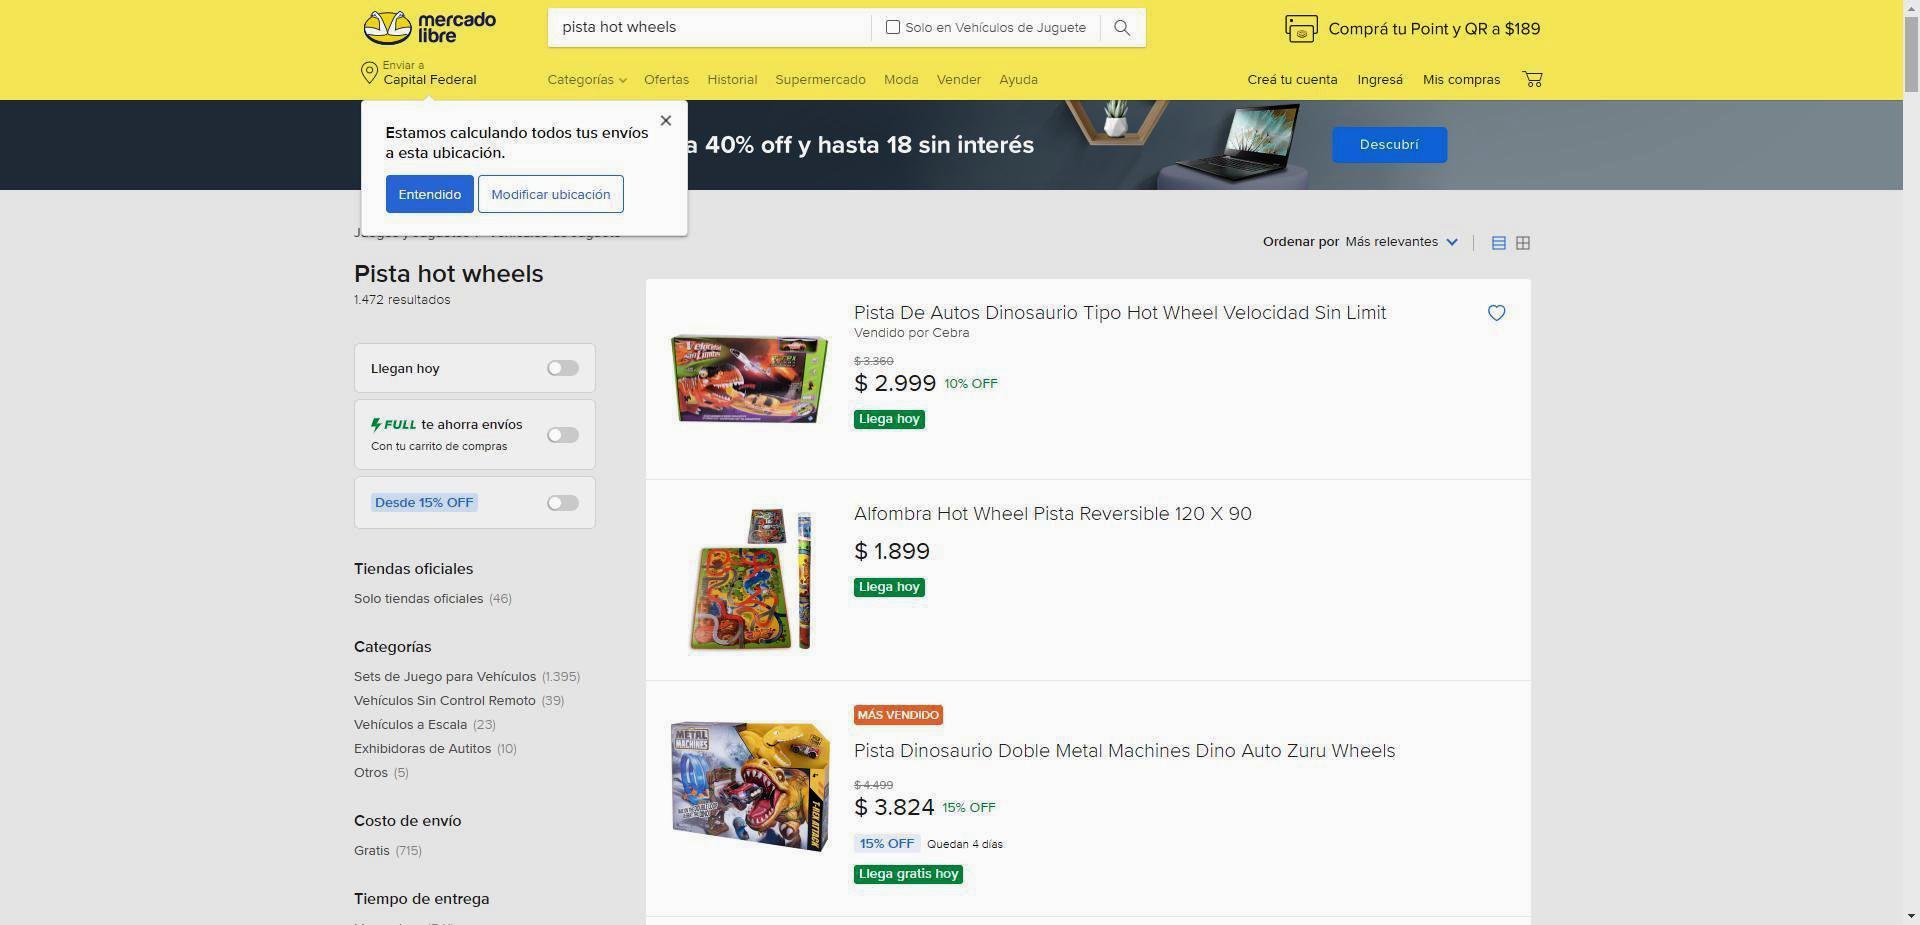 mercado
libre
pista hot wheels
Solo en Vehículos de Juguete
Comprá tu Point y QR a $189
Enviar a
Capital Federal
Categorías
Ofertas
Historial
Supermercado
Moda
Vender
Ayuda
Creá tu cuenta
Ingresá
Mis compras
Estamos calculando todos tus envíos
a esta ubicación.
Entendido
Modificar ubicación
a 40% off y hasta 18 sin interés
Descubrí
Ordenar por Más relevantes
Pista hot wheels
1.472 resultados
Llegan hoy
FULL te ahorra envíos
Con tu carrito de compras
Desde 15% OFF
Tiendas oficiales
Solo tiendas oficiales (46)
Categorías
Sets de Juego para Vehículos (1.395)
Vehículos Sin Control Remoto (39)
Vehículos a Escala (23)
Exhibidoras de Autitos (10)
Otros (5)
Costo de envío
Gratis (715)
Tiempo de entrega
Pista De Autos Dinosaurio Tipo Hot Wheel Velocidad Sin Limit
Vendido por Cebra
$ 3.360
$ 2.999 10% OFF
Llega hoy
Alfombra Hot Wheel Pista Reversible 120 X 90
$ 1.899
Llega hoy
MÁS VENDIDO
Pista Dinosaurio Doble Metal Machines Dino Auto Zuru Wheels
$ 4.499
$ 3.824 15% OFF
15% OFF Quedan 4 días
Llega gratis hoy
METAL
MACHINES
T-REX ATTACK